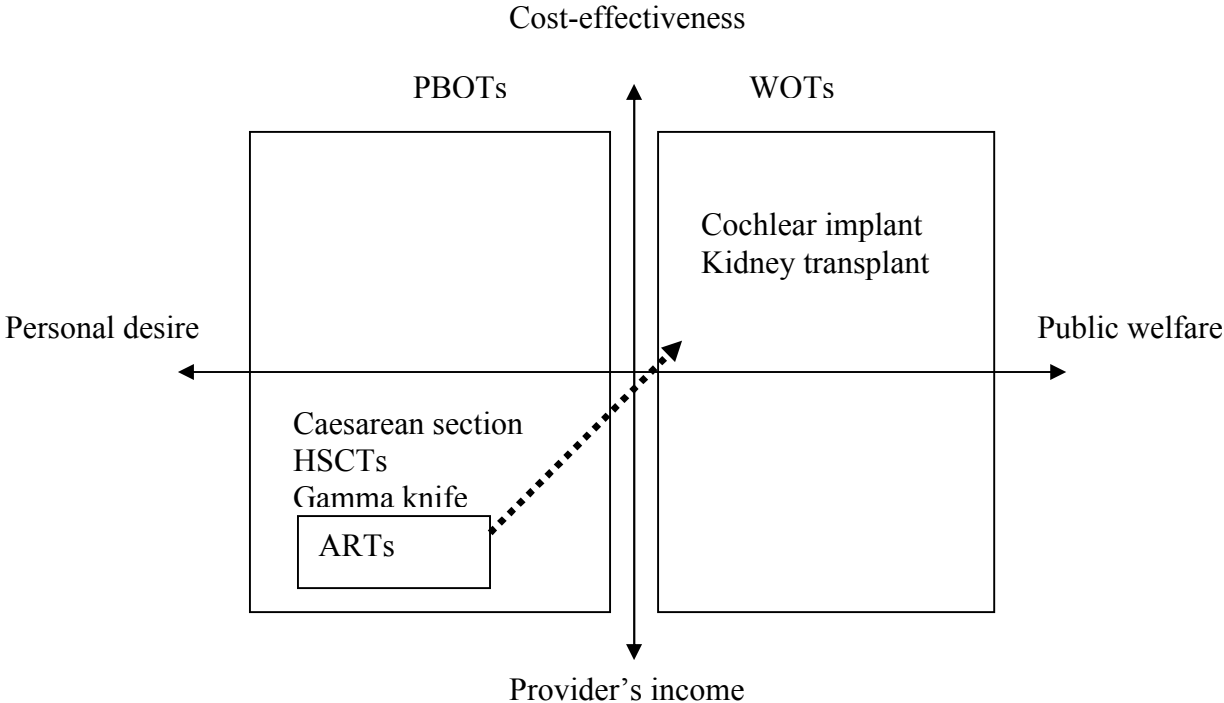 Cost-effectiveness
PBOTs
WOTs
Cochlear implant
Kidney transplant
Personal desire
Public welfare
Caesarean section
HSCTs
Gamma knife
ARTs
Provider’s income